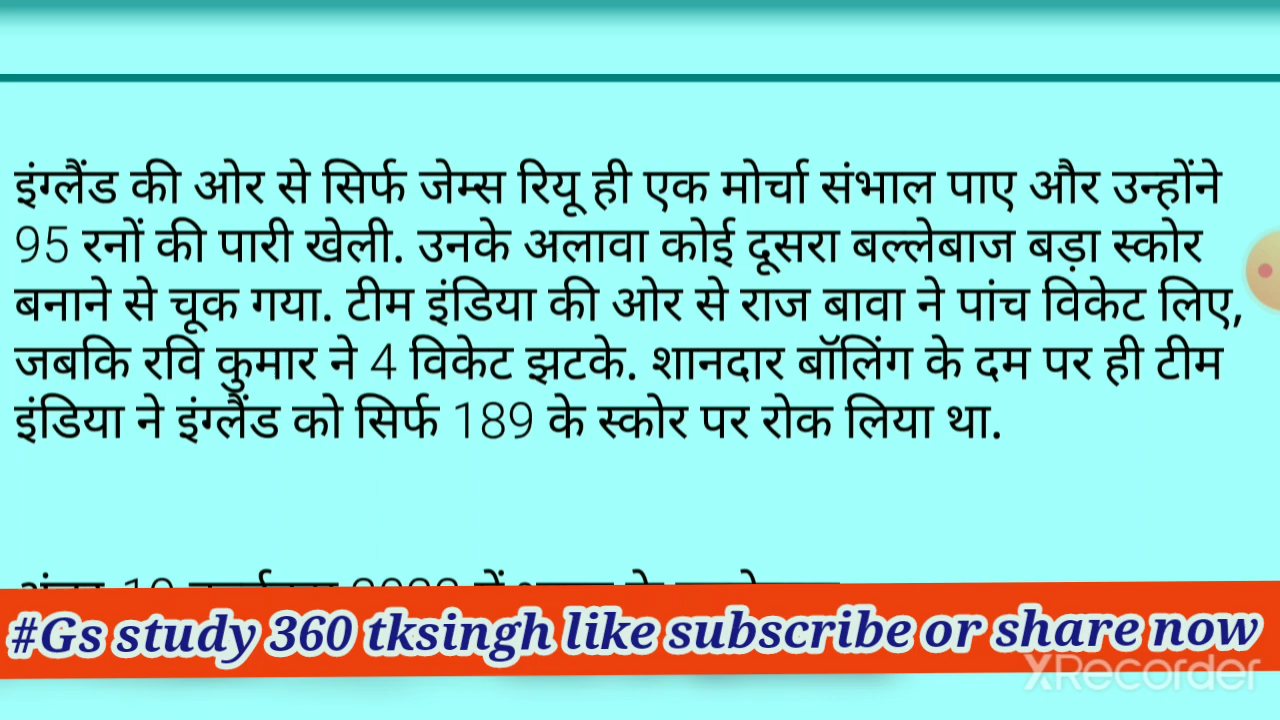 इंग्लैंड की ओर से सिर्फ जेम्स रियू ही एक मोर्चा संभाल पाए और उन्होंने
95 रनों की पारी खेली. उनके अलावा कोई दूसरा बल्लेबाज बड़ा स्कोर
बनाने से चूक गया. टीम इंडिया की ओर से राज बावा ने पांच विकेट लिए,
जबकि रवि कुमार ने 4 विकेट झटके. शानदार बॉलिंग के दम पर ही टीम
इंडिया ने इंग्लैंड को सिर्फ 189 के स्कोर पर रोक लिया था.
#Gs study 360 tksingh like subscribe or share now
XRecorder